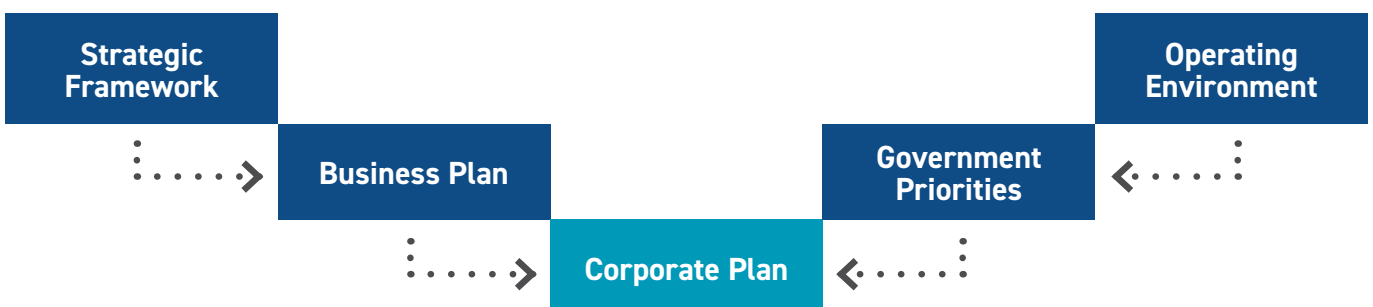 Strategic
Framework
Operating
Environment
Business Plan
Government
Priorities
Corporate Plan